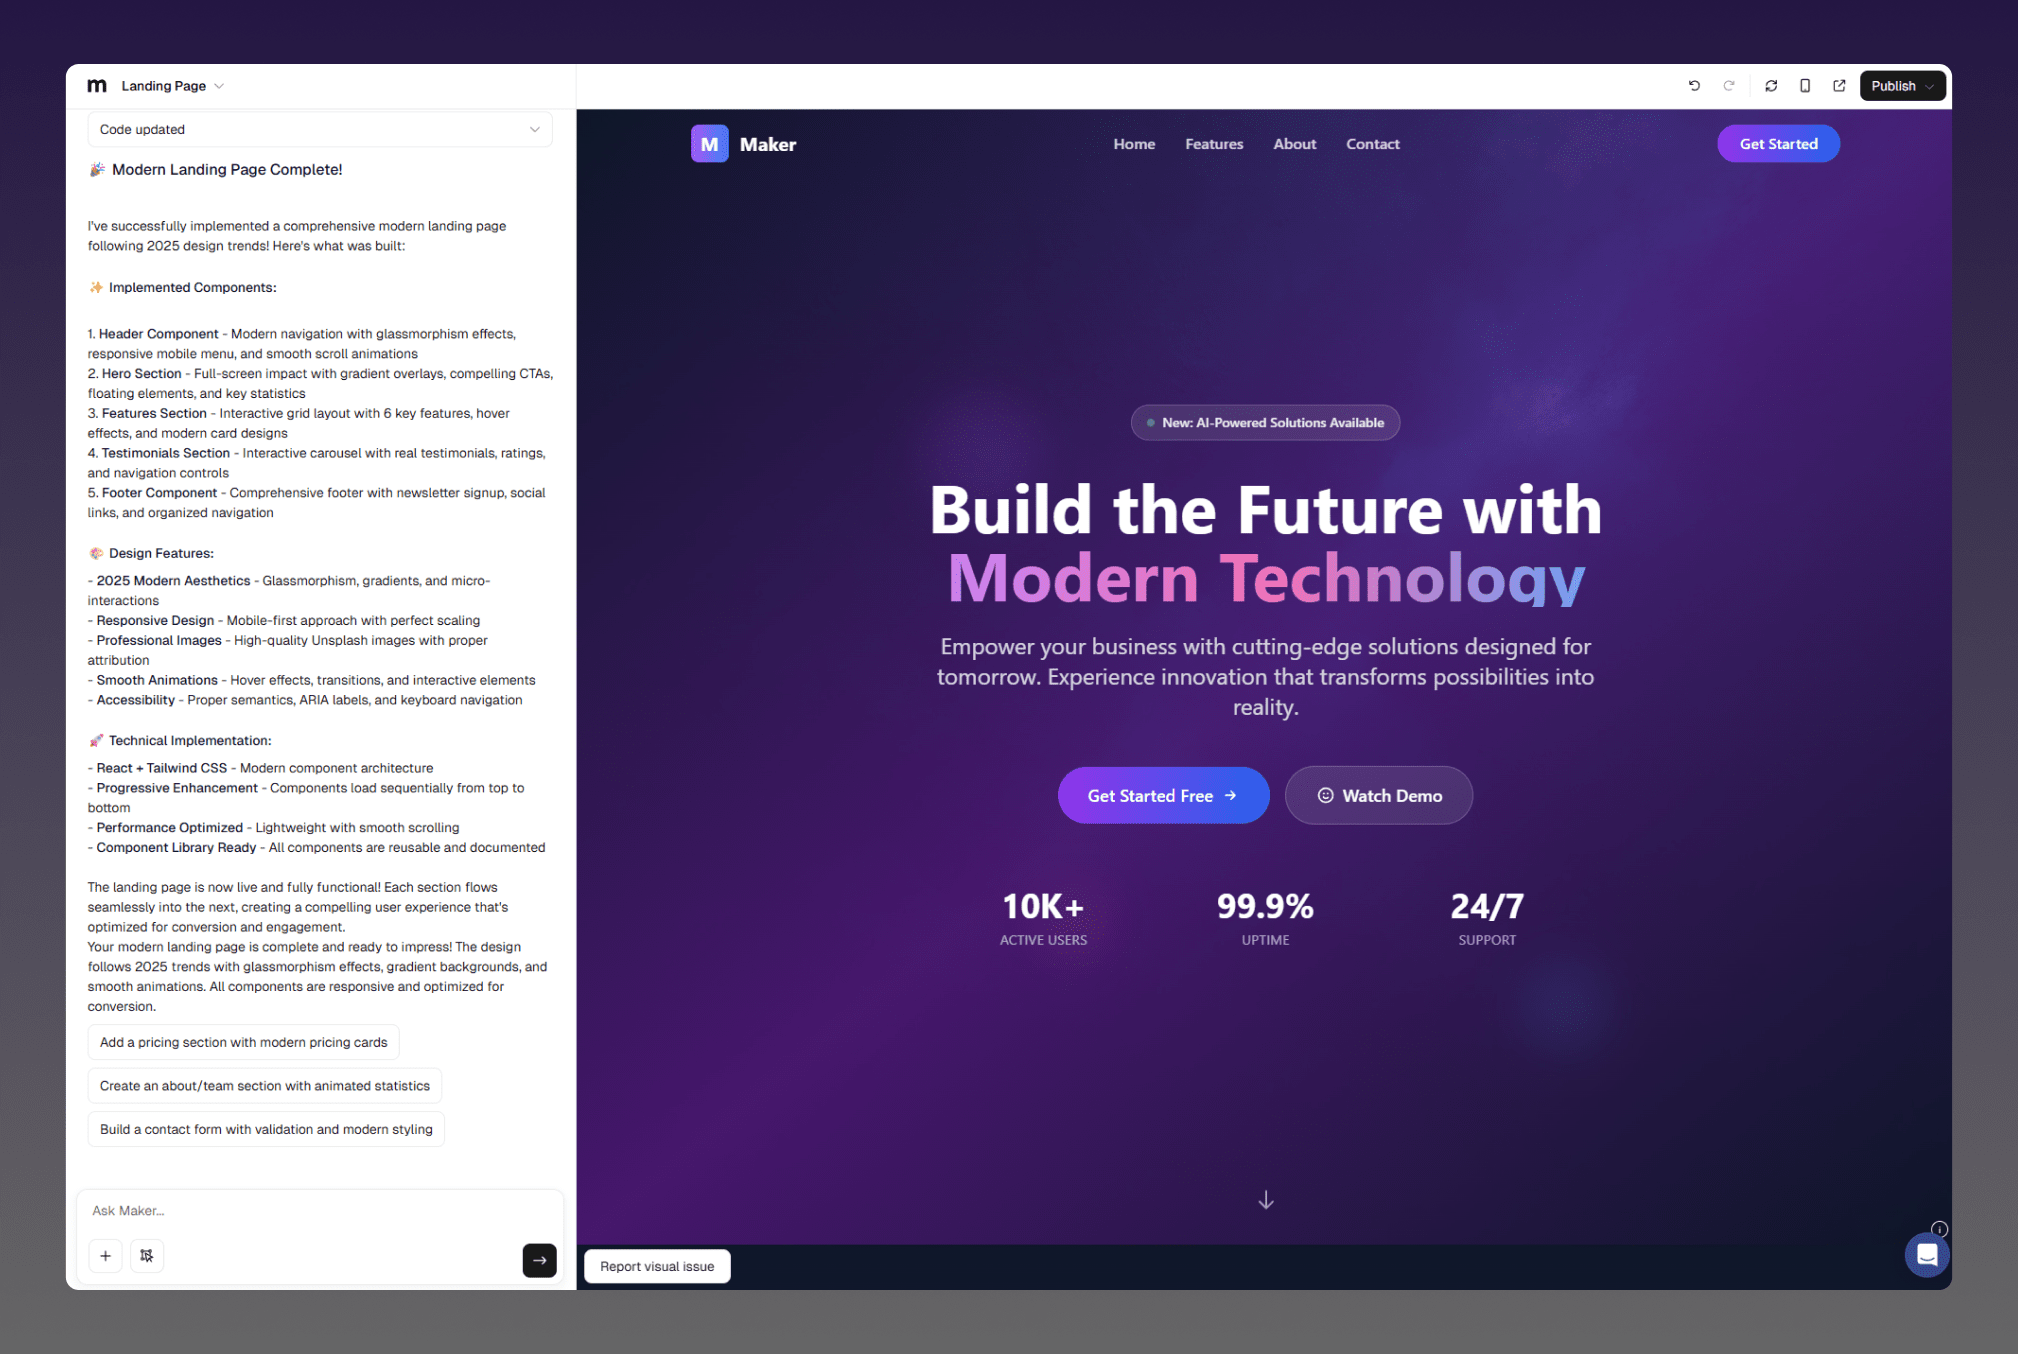 m Landing Page
Publish
Code updated
🎉 Modern Landing Page Complete!
I've successfully implemented a comprehensive modern landing page
following 2025 design trends! Here's what was built:
✨ Implemented Components:
1. Header Component - Modern navigation with glassmorphism effects,
responsive mobile menu, and smooth scroll animations
2. Hero Section - Full-screen impact with gradient overlays, compelling CTAs,
floating elements, and key statistics
3. Features Section - Interactive grid layout with 6 key features, hover
effects, and modern card designs
4. Testimonials Section - Interactive carousel with real testimonials, ratings,
and navigation controls
5. Footer Component - Comprehensive footer with newsletter signup, social
links, and organized navigation
🎨 Design Features:
- 2025 Modern Aesthetics - Glassmorphism, gradients, and micro-
interactions
- Responsive Design - Mobile-first approach with perfect scaling
- Professional Images - High-quality Unsplash images with proper
attribution
- Smooth Animations - Hover effects, transitions, and interactive elements
- Accessibility - Proper semantics, ARIA labels, and keyboard navigation
🚀 Technical Implementation:
- React + Tailwind CSS - Modern component architecture
- Progressive Enhancement - Components load sequentially from top to
bottom
- Performance Optimized - Lightweight with smooth scrolling
- Component Library Ready - All components are reusable and documented
The landing page is now live and fully functional! Each section flows
seamlessly into the next, creating a compelling user experience that's
optimized for conversion and engagement.
Your modern landing page is complete and ready to impress! The design
follows 2025 trends with glassmorphism effects, gradient backgrounds, and
smooth animations. All components are responsive and optimized for
conversion.
Add a pricing section with modern pricing cards
Create an about/team section with animated statistics
Build a contact form with validation and modern styling
Ask Maker...
M Maker
Home Features About Contact
Get Started
New: AI-Powered Solutions Available
Build the Future with
Modern Technology
Empower your business with cutting-edge solutions designed for
tomorrow. Experience innovation that transforms possibilities into
reality.
Get Started Free →
Watch Demo
10K+ 99.9% 24/7
ACTIVE USERS UPTIME SUPPORT
Report visual issue